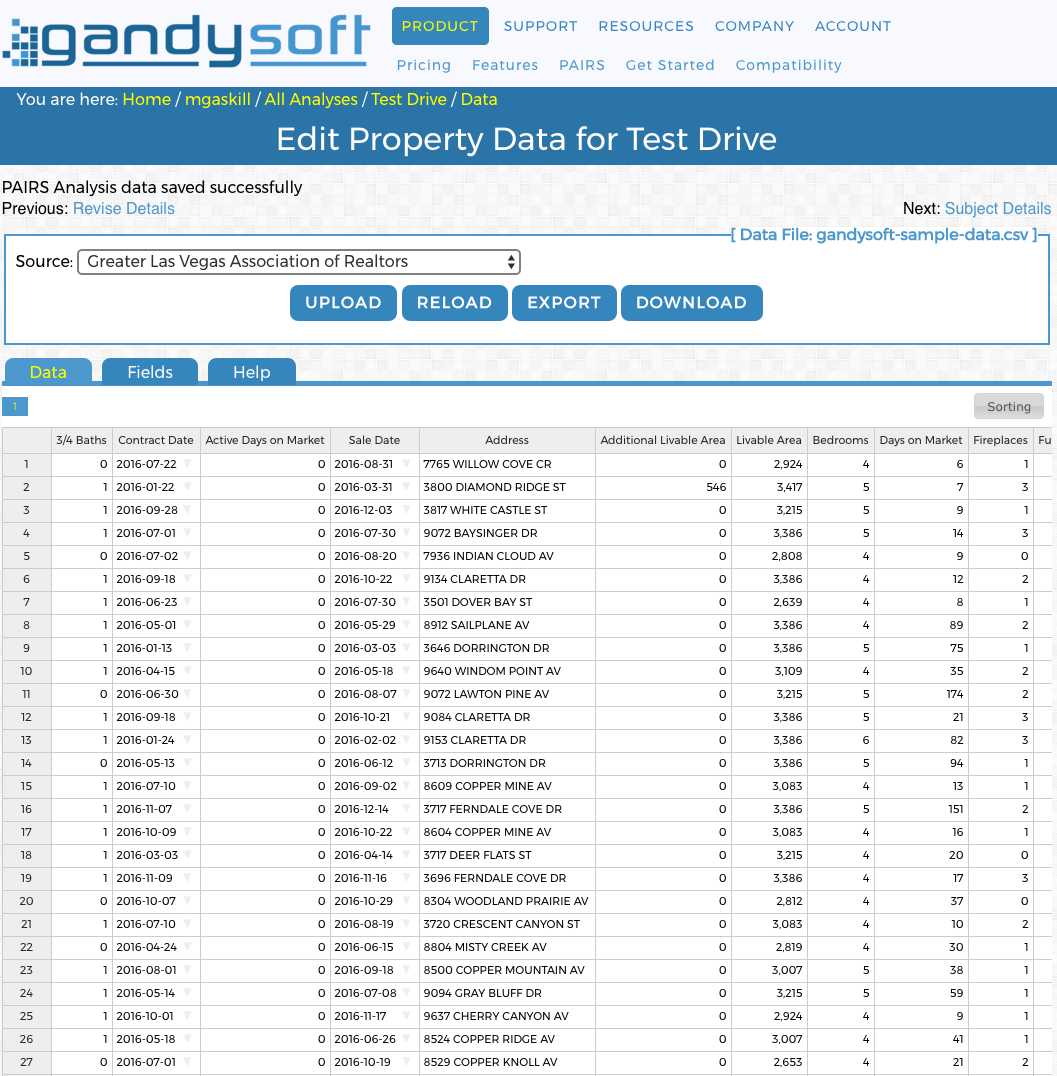 gandysoft
PRODUCT SUPPORT RESOURCES COMPANY ACCOUNT
Pricing Features PAIRS Get Started Compatibility
You are here: Home / mgaskill / All Analyses / Test Drive / Data
Edit Property Data for Test Drive
PAIRS Analysis data saved successfully
Previous: Revise Details Next: Subject Details
[ Data File: gandysoft-sample-data.csv ]
Source: Greater Las Vegas Association of Realtors
UPLOAD RELOAD EXPORT DOWNLOAD
Data Fields Help
1 Sorting
3/4 Baths Contract Date Active Days on Market Sale Date Address Additional Livable Area Livable Area Bedrooms Days on Market Fireplaces Fu
1 0 2016-07-22 0 2016-08-31 7765 WILLOW COVE CR 0 2,924 4 6 1
2 1 2016-01-22 0 2016-03-31 3800 DIAMOND RIDGE ST 546 3,417 5 7 3
3 1 2016-09-28 0 2016-12-03 3817 WHITE CASTLE ST 0 3,215 5 9 1
4 1 2016-07-01 0 2016-07-30 9072 BAYSINGER DR 0 3,386 5 14 3
5 0 2016-07-02 0 2016-08-20 7936 INDIAN CLOUD AV 0 2,808 4 9 0
6 1 2016-09-18 0 2016-10-22 9134 CLARETTA DR 0 3,386 4 12 2
7 1 2016-06-23 0 2016-07-30 3501 DOVER BAY ST 0 2,639 4 8 1
8 1 2016-05-01 0 2016-05-29 8912 SAILPLANE AV 0 3,386 4 89 2
9 1 2016-01-13 0 2016-03-03 3646 DORRINGTON DR 0 3,386 5 75 1
10 1 2016-04-15 0 2016-05-18 9640 WINDOM POINT AV 0 3,109 4 35 2
11 0 2016-06-30 0 2016-08-07 9072 LAWTON PINE AV 0 3,215 5 174 2
12 1 2016-09-18 0 2016-10-21 9084 CLARETTA DR 0 3,386 5 21 3
13 1 2016-01-24 0 2016-02-02 9153 CLARETTA DR 0 3,386 6 82 3
14 0 2016-05-13 0 2016-06-12 3713 DORRINGTON DR 0 3,386 5 94 1
15 1 2016-07-10 0 2016-09-02 8609 COPPER MINE AV 0 3,083 4 13 1
16 1 2016-11-07 0 2016-12-14 3717 FERNDALE COVE DR 0 3,386 5 151 2
17 1 2016-10-09 0 2016-10-22 8604 COPPER MINE AV 0 3,083 4 16 1
18 1 2016-03-03 0 2016-04-14 3717 DEER FLATS ST 0 3,215 4 20 0
19 1 2016-11-09 0 2016-11-16 3696 FERNDALE COVE DR 0 3,386 4 17 3
20 0 2016-10-07 0 2016-10-29 8304 WOODLAND PRAIRIE AV 0 2,812 4 37 0
21 1 2016-07-10 0 2016-08-19 3720 CRESCENT CANYON ST 0 3,083 4 10 2
22 0 2016-04-24 0 2016-06-15 8804 MISTY CREEK AV 0 2,819 4 30 1
23 1 2016-08-01 0 2016-09-18 8500 COPPER MOUNTAIN AV 0 3,007 5 38 1
24 1 2016-05-14 0 2016-07-08 9094 GRAY BLUFF DR 0 3,215 5 59 1
25 1 2016-10-01 0 2016-11-17 9637 CHERRY CANYON AV 0 2,924 4 9 1
26 1 2016-05-18 0 2016-06-26 8524 COPPER RIDGE AV 0 3,007 4 41 1
27 0 2016-07-01 0 2016-10-19 8529 COPPER KNOLL AV 0 2,653 4 21 2